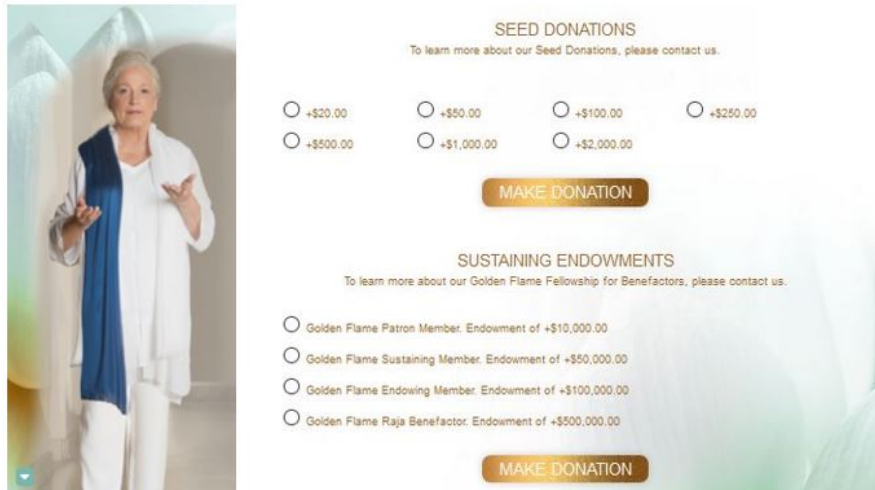 SEED DONATIONS
To learn more about our Seed Donations, please contact us.
+$20.00 +$50.00 +$100.00 +$250.00
+$500.00 +$1,000.00 +$2,000.00
MAKE DONATION
SUSTAINING ENDOWMENTS
To learn more about our Golden Flame Fellowship for Benefactors, please contact us.
Golden Flame Patron Member. Endowment of +$10,000.00
Golden Flame Sustaining Member. Endowment of +$50,000.00
Golden Flame Endowing Member. Endowment of +$100,000.00
Golden Flame Raja Benefactor. Endowment of +$500,000.00
MAKE DONATION